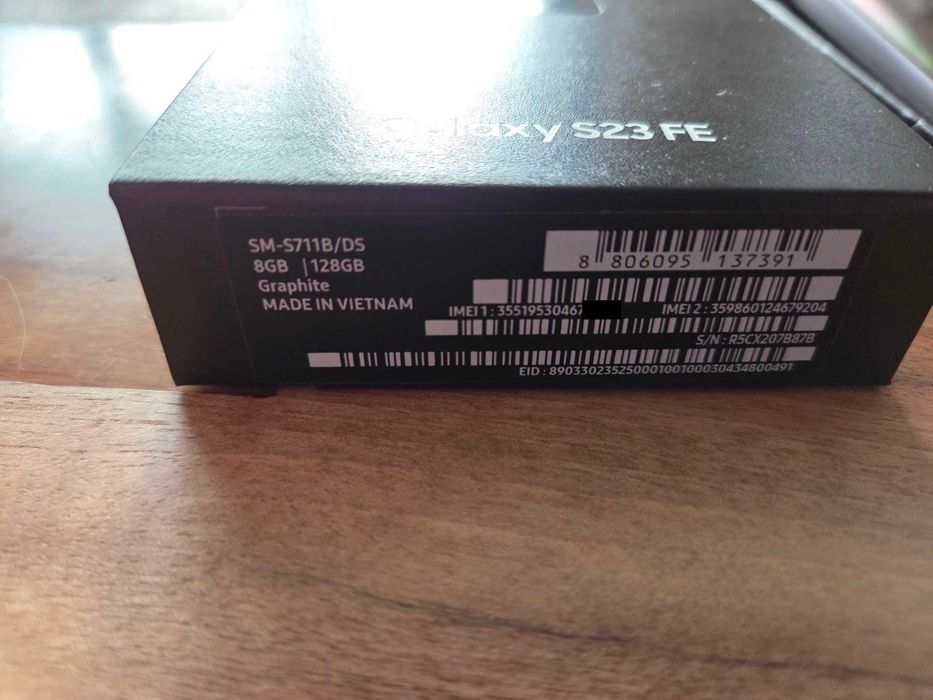 Galaxy S23 FE
SM-S711B/DS
8GB | 128GB
Graphite
MADE IN VIETNAM
8 806095 137391
IMEI 1 : 35519530467
IMEI 2 : 359860124679204
S/N : R5CX207B87B
EID : 89033023525000100100030434800491